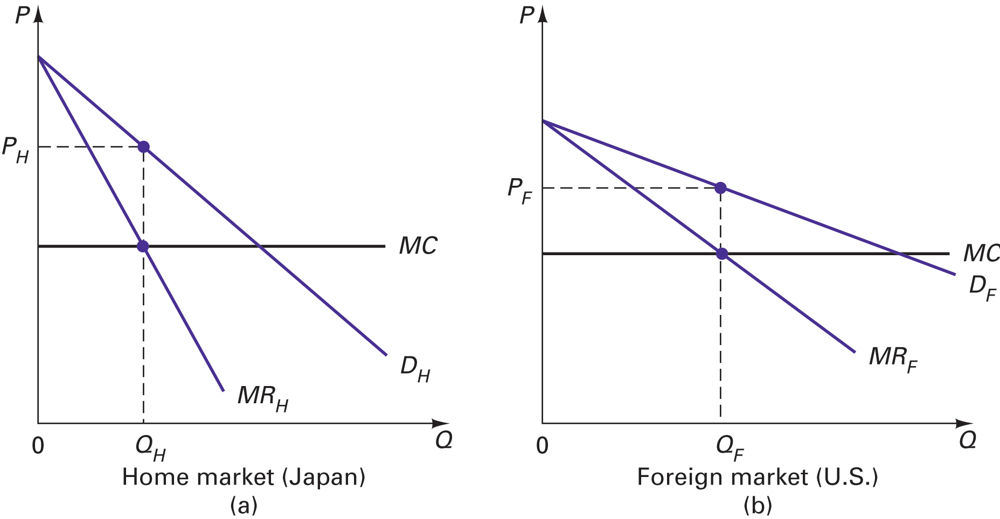 P
P_H
MC
D_H
MR_H
0
Q_H
Q
Home market (Japan)
(a)
P
P_F
MC
D_F
MR_F
0
Q_F
Q
Foreign market (U.S.)
(b)